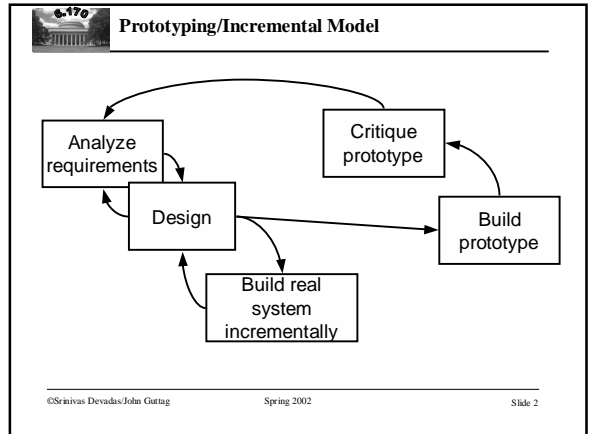 6.170
Prototyping/Incremental Model
Analyze
requirements
Critique
prototype
Design
Build
prototype
Build real
system
incrementally
©Srinivas Devadas/John Guttag
Spring 2002
Slide 2